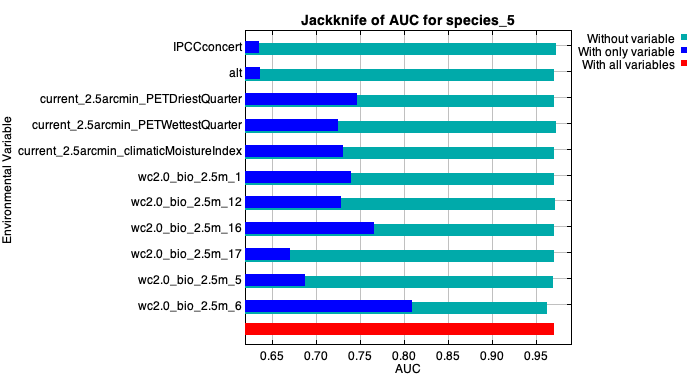 Jackknife of AUC for species_5
Without variable
With only variable
With all variables
Environmental Variable
IPCCconcert
alt
current_2.5arcmin_PETDriestQuarter
current_2.5arcmin_PETWettestQuarter
current_2.5arcmin_climaticMoistureIndex
wc2.0_bio_2.5m_1
wc2.0_bio_2.5m_12
wc2.0_bio_2.5m_16
wc2.0_bio_2.5m_17
wc2.0_bio_2.5m_5
wc2.0_bio_2.5m_6
0.65 0.70 0.75 0.80 0.85 0.90 0.95
AUC